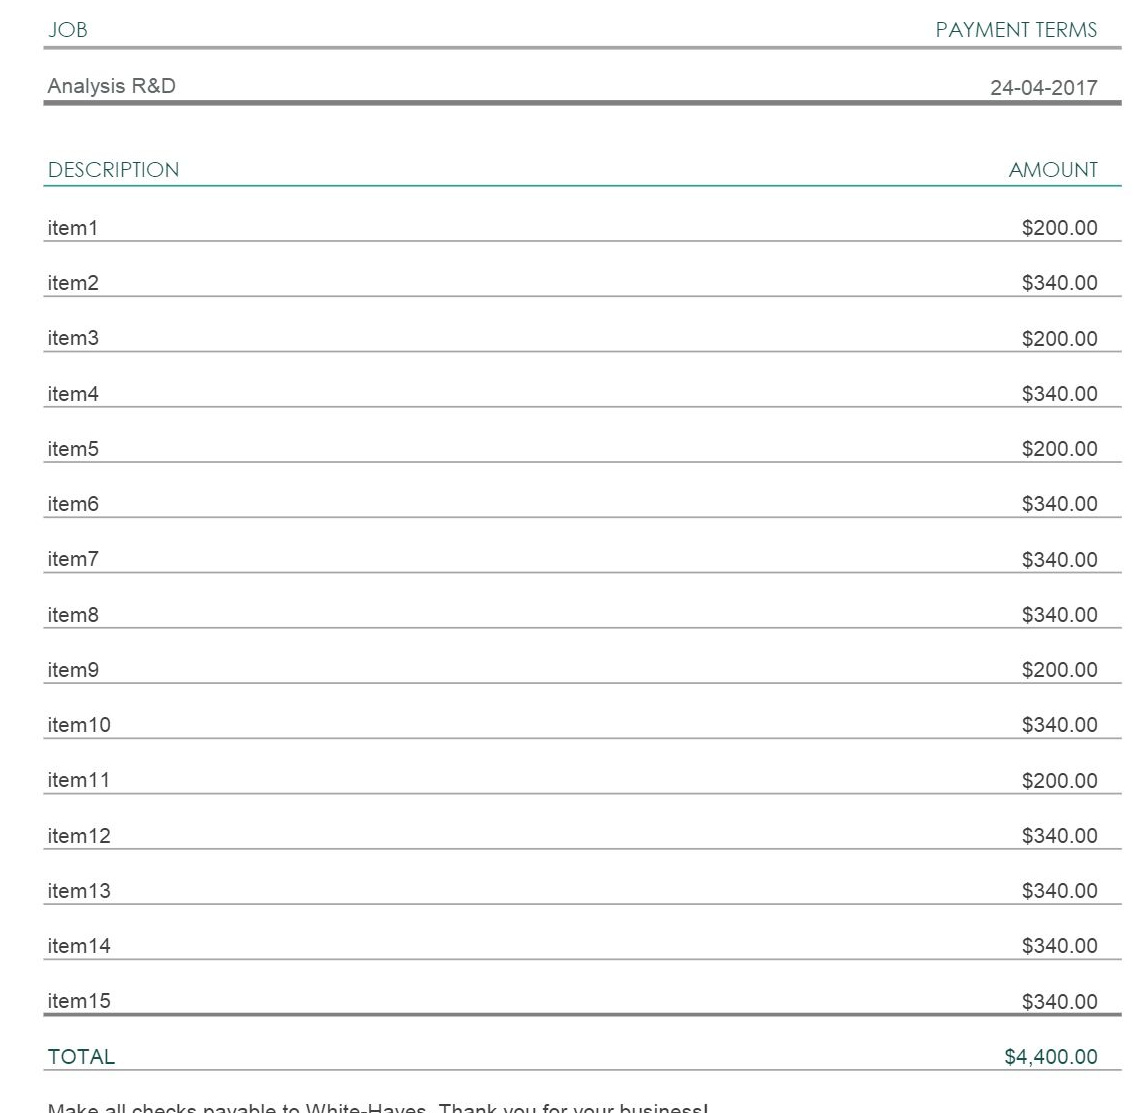 JOB PAYMENT TERMS
Analysis R&D 24-04-2017
DESCRIPTION AMOUNT
item1 $200.00
item2 $340.00
item3 $200.00
item4 $340.00
item5 $200.00
item6 $340.00
item7 $340.00
item8 $340.00
item9 $200.00
item10 $340.00
item11 $200.00
item12 $340.00
item13 $340.00
item14 $340.00
item15 $340.00
TOTAL $4,400.00
Make all checks payable to White-Hayes. Thank you for your business!